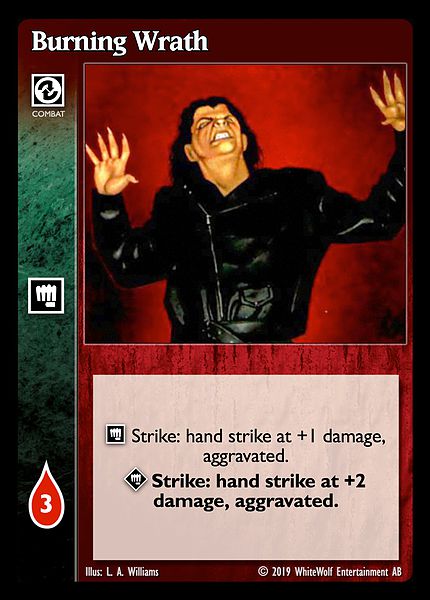 Burning Wrath
COMBAT
Strike: hand strike at +1 damage,
aggravated.
Strike: hand strike at +2
damage, aggravated.
3
Illus: L. A. Williams © 2019 WhiteWolf Entertainment AB